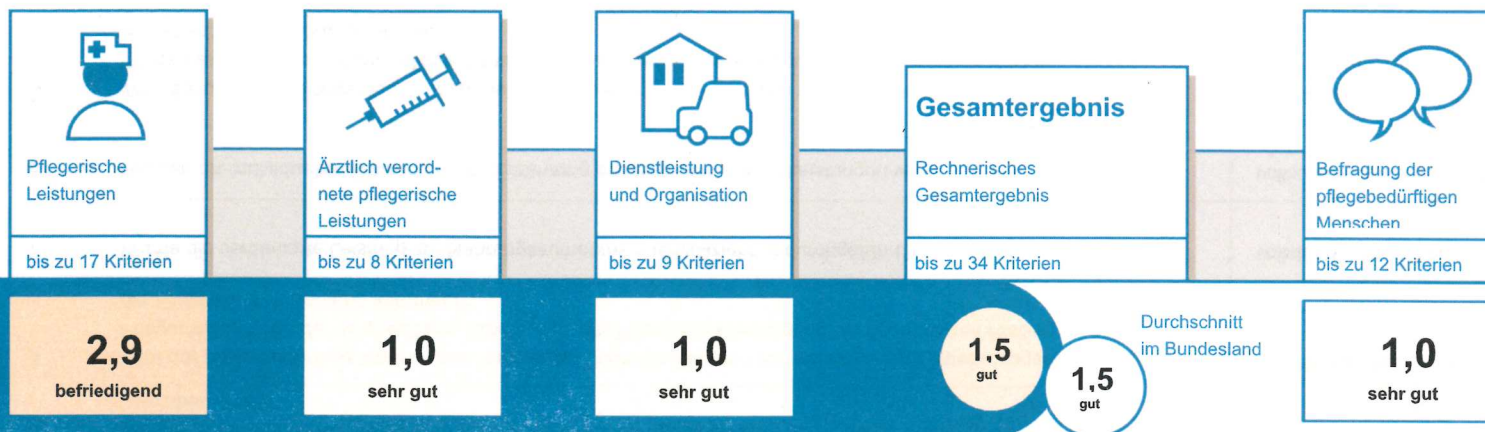 Pflegerische
Leistungen
bis zu 17 Kriterien
2,9
befriedigend
Ärztlich verord-
nete pflegerische
Leistungen
bis zu 8 Kriterien
1,0
sehr gut
Dienstleistung
und Organisation
bis zu 9 Kriterien
1,0
sehr gut
Gesamtergebnis
Rechnerisches
Gesamtergebnis
bis zu 34 Kriterien
1,5
gut
1,5
gut
Durchschnitt
im Bundesland
Befragung der
pflegebedürftigen
Menschen
bis zu 12 Kriterien
1,0
sehr gut